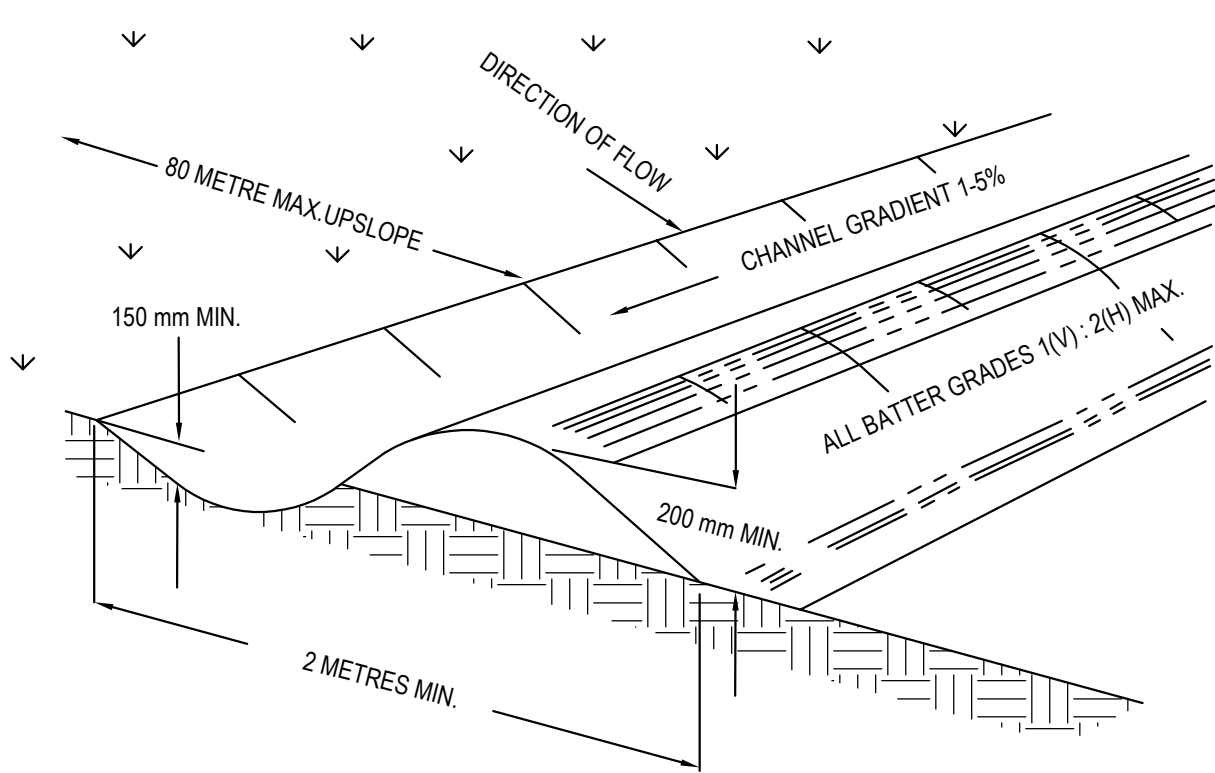 DIRECTION OF FLOW
80 METRE MAX.UPSLOPE
CHANNEL GRADIENT 1-5%
150 mm MIN.
ALL BATTER GRADES 1(V) : 2(H) MAX.
200 mm MIN.
2 METRES MIN.